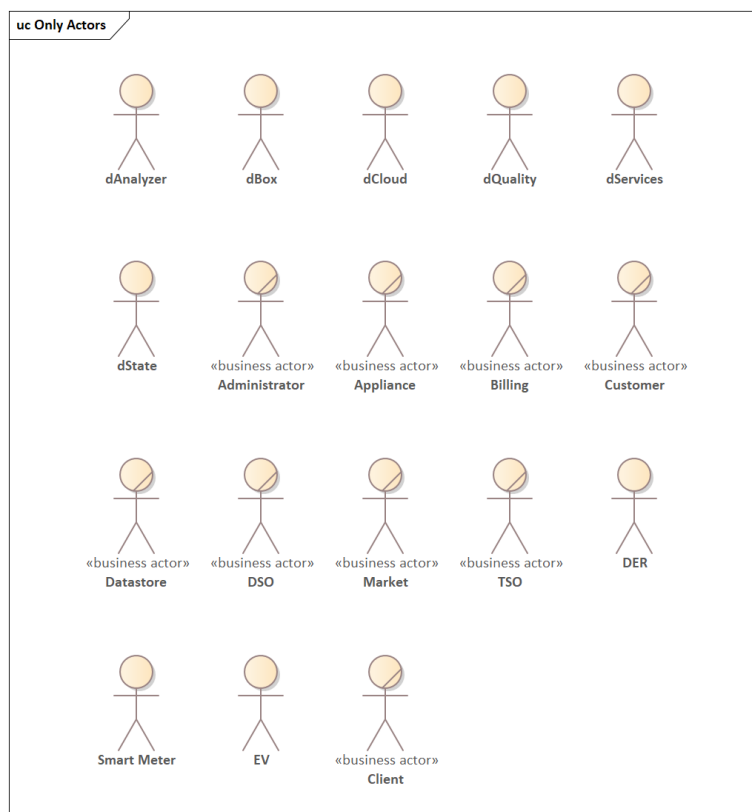 uc Only Actors
dAnalyzer
dBox
dCloud
dQuality
dServices
dState
«business actor»
Administrator
«business actor»
Appliance
«business actor»
Billing
«business actor»
Customer
«business actor»
Datastore
«business actor»
DSO
«business actor»
Market
«business actor»
TSO
DER
Smart Meter
EV
«business actor»
Client